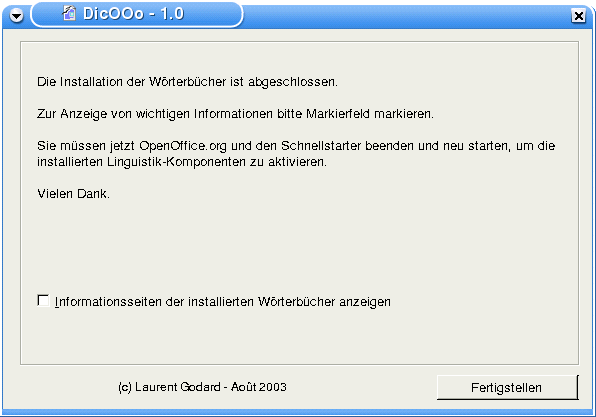 DicOOo - 1.0
Die Installation der Wörterbücher ist abgeschlossen.
Zur Anzeige von wichtigen Informationen bitte Markierfeld markieren.
Sie müssen jetzt OpenOffice.org und den Schnellstarter beenden und neu starten, um die
installierten Linguistik-Komponenten zu aktivieren.
Vielen Dank.
Informationsseiten der installierten Wörterbücher anzeigen
(c) Laurent Godard - Août 2003
Fertigstellen